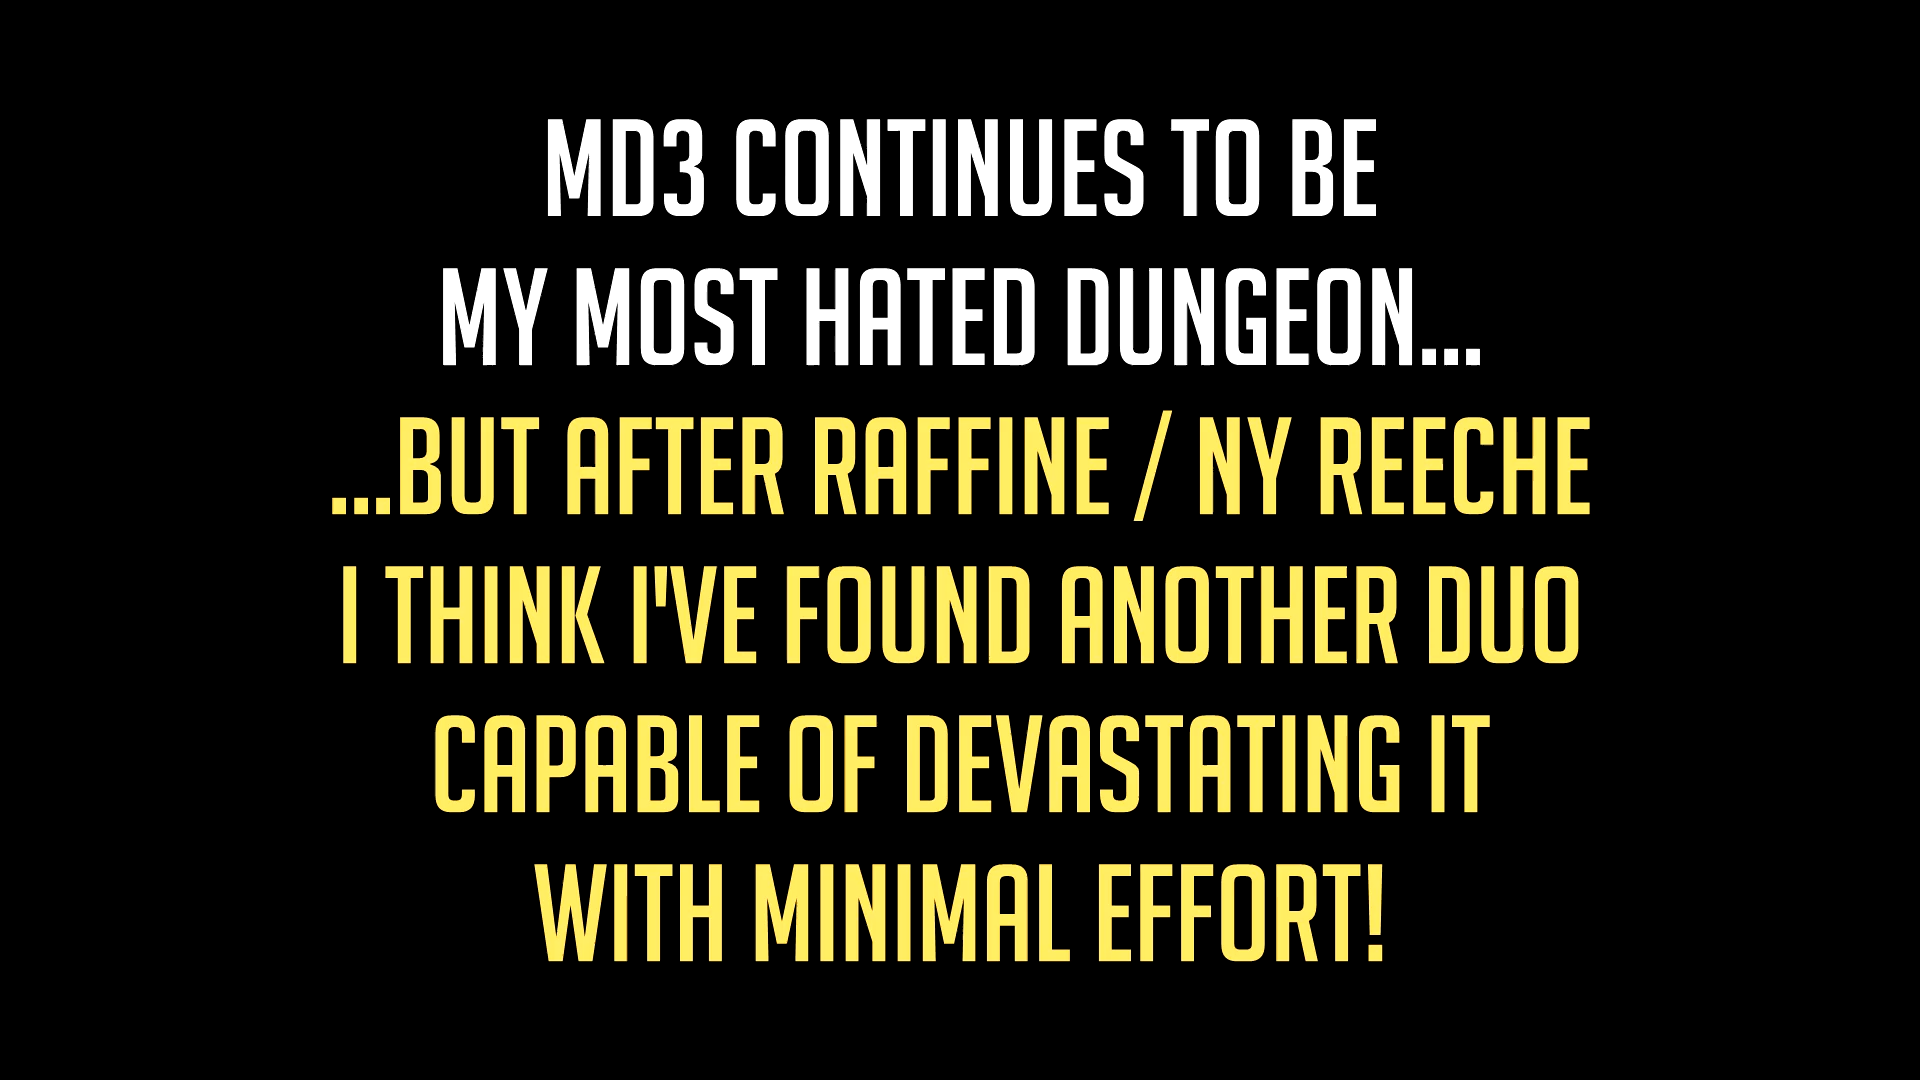 MD3 CONTINUES TO BE
MY MOST HATED DUNGEON...
...BUT AFTER RAFFINE / NY REECHE
I THINK I'VE FOUND ANOTHER DUO
CAPABLE OF DEVASTATING IT
WITH MINIMAL EFFORT!